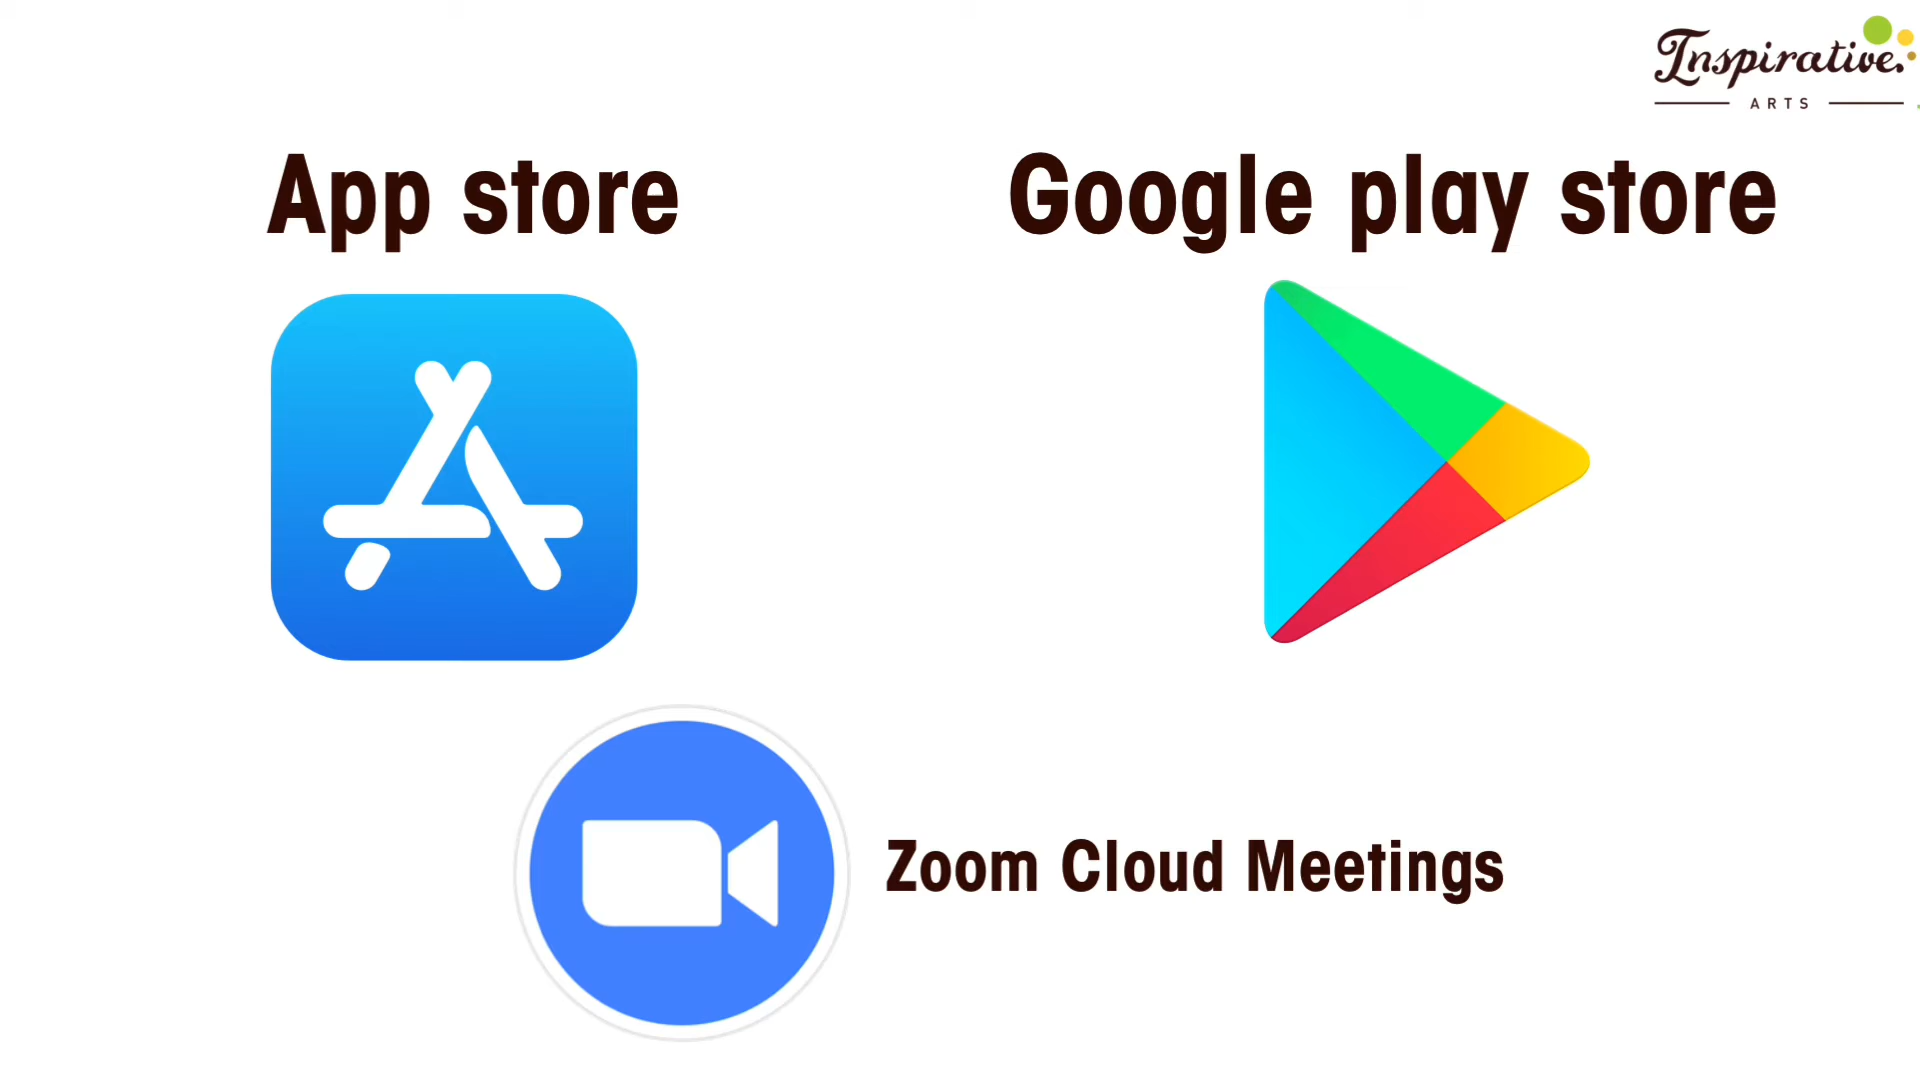 Inspirative.
ARTS
App store
Google play store
Zoom Cloud Meetings